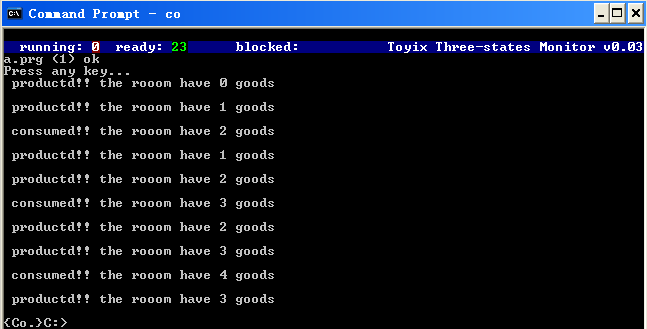 Command Prompt - co
running: 0 ready: 23 blocked: Toyix Three-states Monitor v0.03
a.prg (1) ok
Press any key...
productd!! the rooom have 0 goods
productd!! the rooom have 1 goods
consumed!! the rooom have 2 goods
productd!! the rooom have 1 goods
productd!! the rooom have 2 goods
consumed!! the rooom have 3 goods
productd!! the rooom have 2 goods
productd!! the rooom have 3 goods
consumed!! the rooom have 4 goods
productd!! the rooom have 3 goods
{Co.}C:>